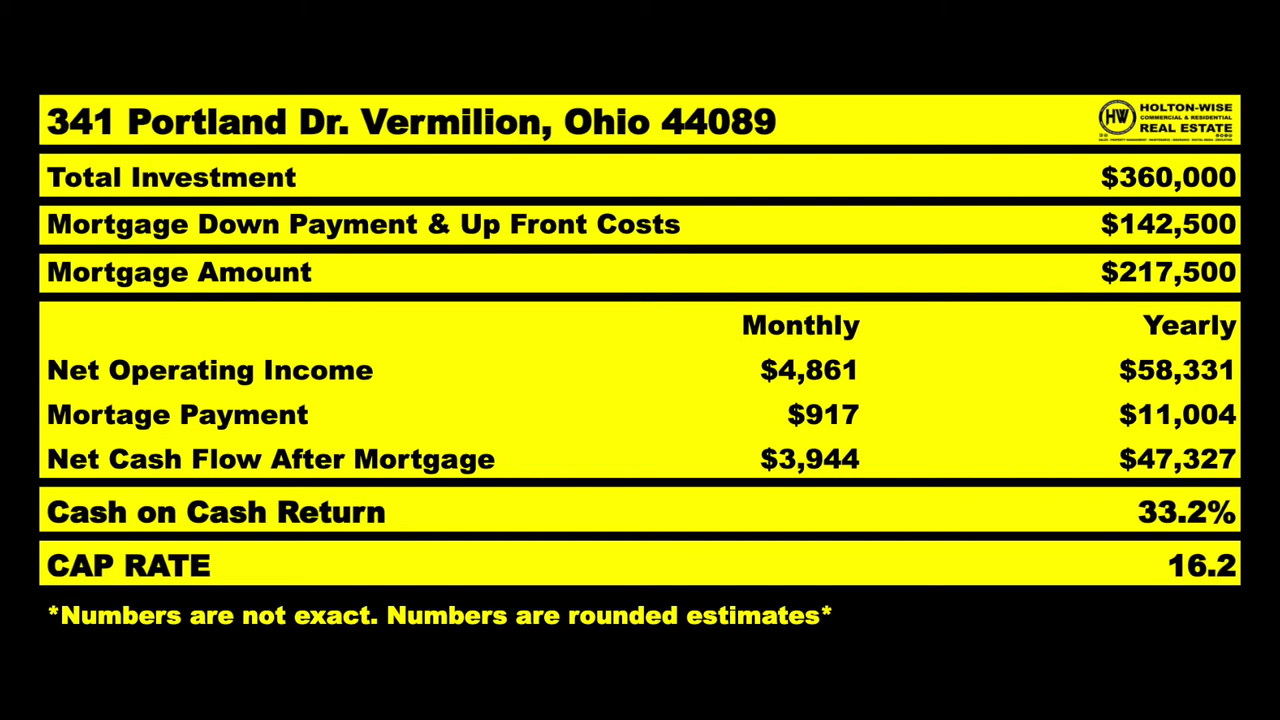 341 Portland Dr. Vermilion, Ohio 44089
HW
HOLTON-WISE
COMMERCIAL & RESIDENTIAL
REAL ESTATE
Total Investment $360,000
Mortgage Down Payment & Up Front Costs $142,500
Mortgage Amount $217,500
Monthly Yearly
Net Operating Income $4,861 $58,331
Mortage Payment $917 $11,004
Net Cash Flow After Mortgage $3,944 $47,327
Cash on Cash Return 33.2%
CAP RATE 16.2
*Numbers are not exact. Numbers are rounded estimates*